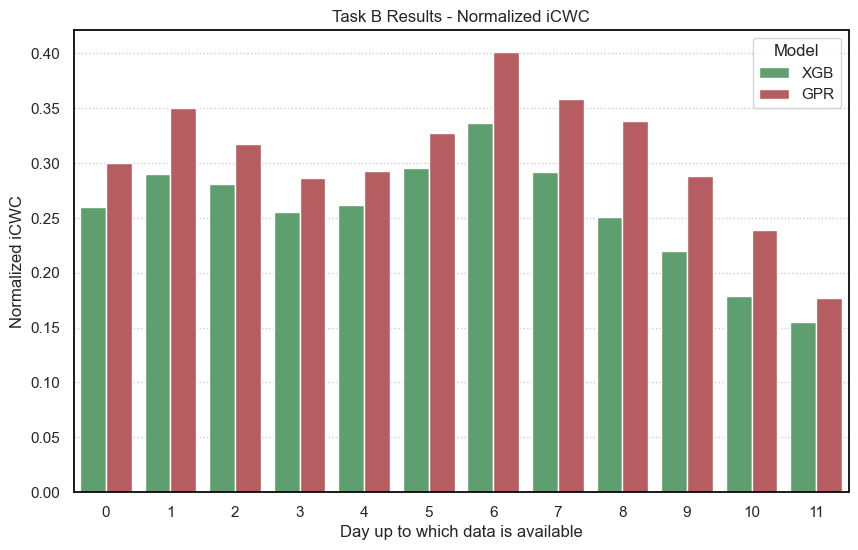 Task B Results - Normalized iCWC
Model
XGB
GPR
Normalized iCWC
0.40
0.35
0.30
0.25
0.20
0.15
0.10
0.05
0.00
0 1 2 3 4 5 6 7 8 9 10 11
Day up to which data is available